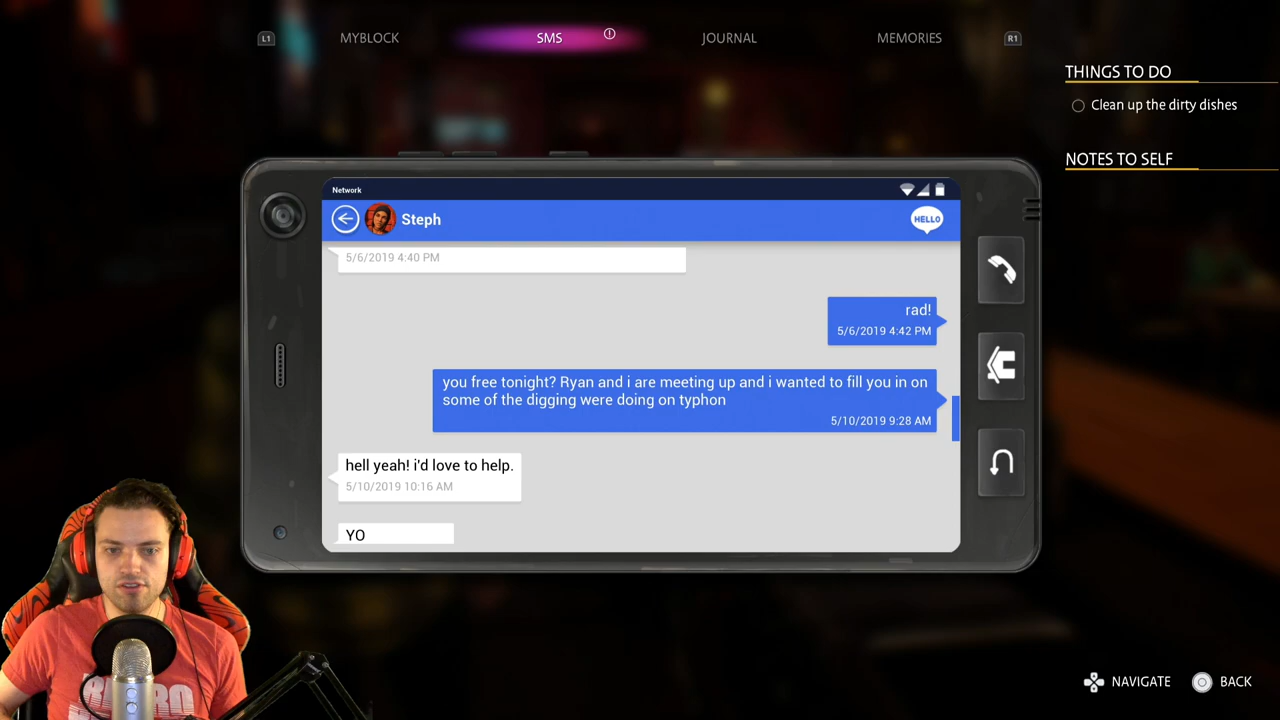 L1
MYBLOCK
SMS
JOURNAL
MEMORIES
R1
THINGS TO DO
Clean up the dirty dishes
NOTES TO SELF
Network
Steph
HELLO
5/6/2019 4:40 PM
rad!
5/6/2019 4:42 PM
you free tonight? Ryan and i are meeting up and i wanted to fill you in on
some of the digging were doing on typhon
5/10/2019 9:28 AM
hell yeah! i'd love to help.
5/10/2019 10:16 AM
YO
NAVIGATE
BACK